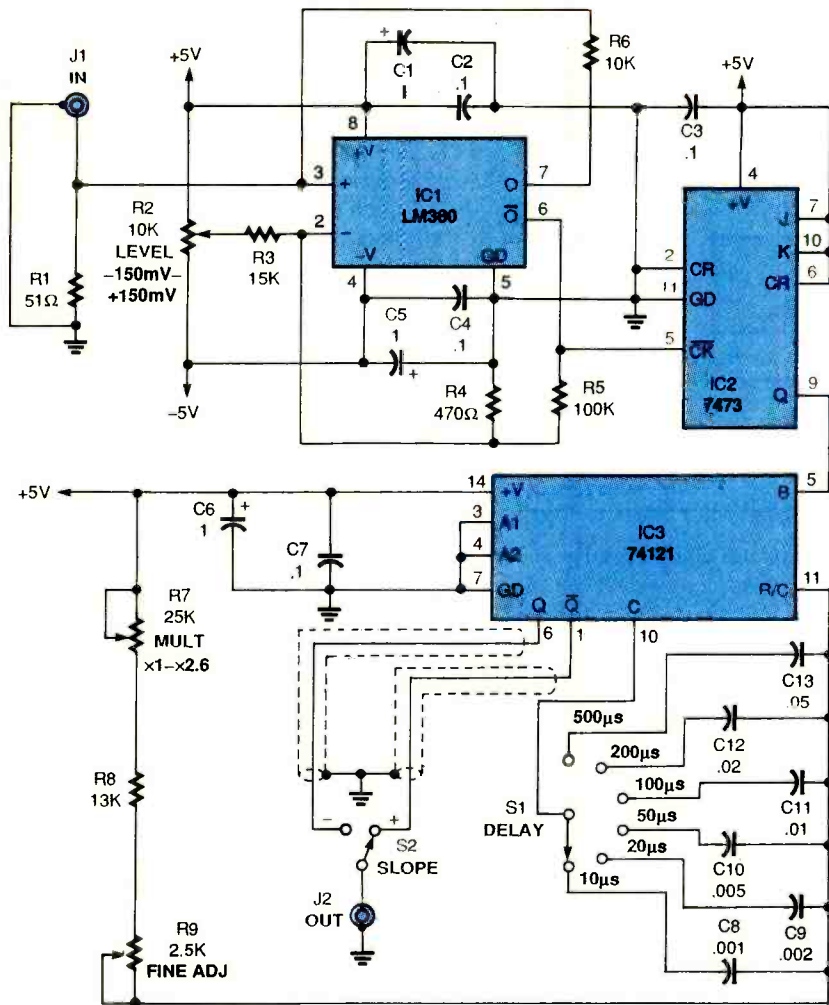 J1
IN
+5V
+
C1
1
C2
.1
R6
10K
+5V
C3
.1
8
+V
3
+
IC1
LM380
O
7
2
−
O
6
−V
GD
4
5
R2
10K
LEVEL
−150mV−
+150mV
R3
15K
R1
51Ω
−5V
C5
1
+
C4
.1
R4
470Ω
R5
100K
4
+V
J
7
K
10
CR
6
2
CR
11
GD
5
CK
IC2
7473
Q
9
+5V
C6
1
+
C7
.1
14
+V
3
A1
4
A2
7
GD
IC3
74121
B
5
R/C
11
Q
Q
C
6
1
10
R7
25K
MULT
×1−×2.6
R8
13K
R9
2.5K
FINE ADJ
−
+
S2
SLOPE
J2
OUT
S1
DELAY
500µs
200µs
100µs
50µs
20µs
10µs
C13
.05
C12
.02
C11
.01
C10
.005
C8
.001
C9
.002